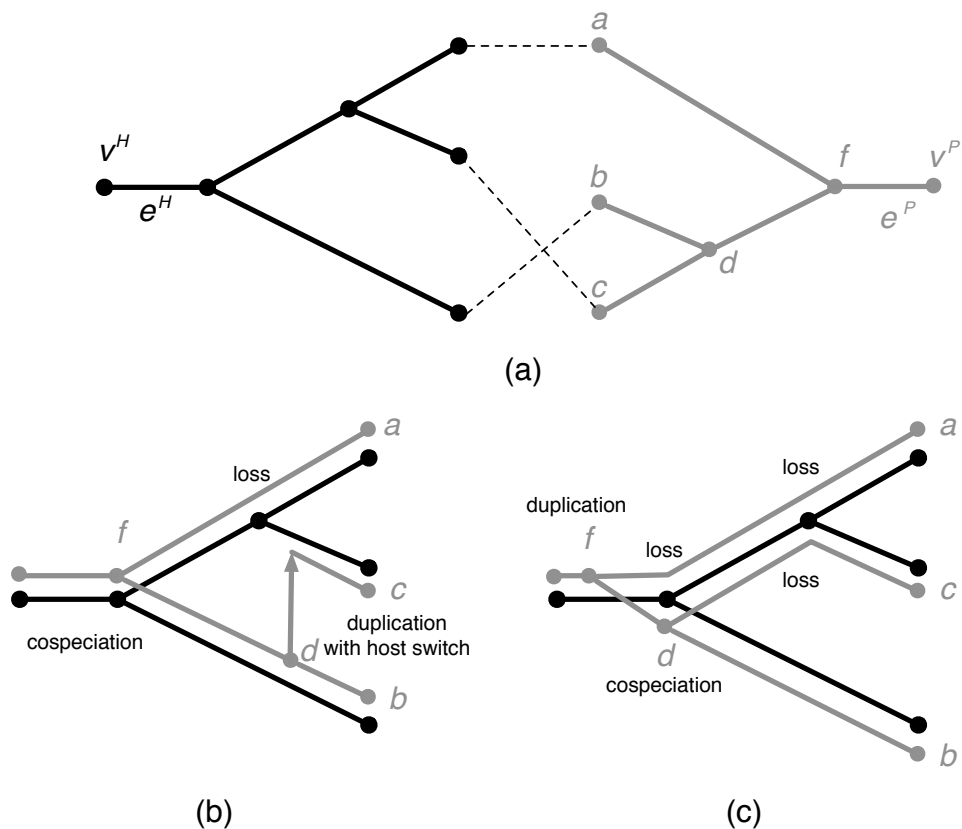 a
v^H
e^H
b
f
v^P
e^P
d
c
(a)
a
loss
f
c
cospeciation
duplication
with host switch
d
b
(b)
a
loss
duplication
f
loss
loss
c
d
cospeciation
b
(c)